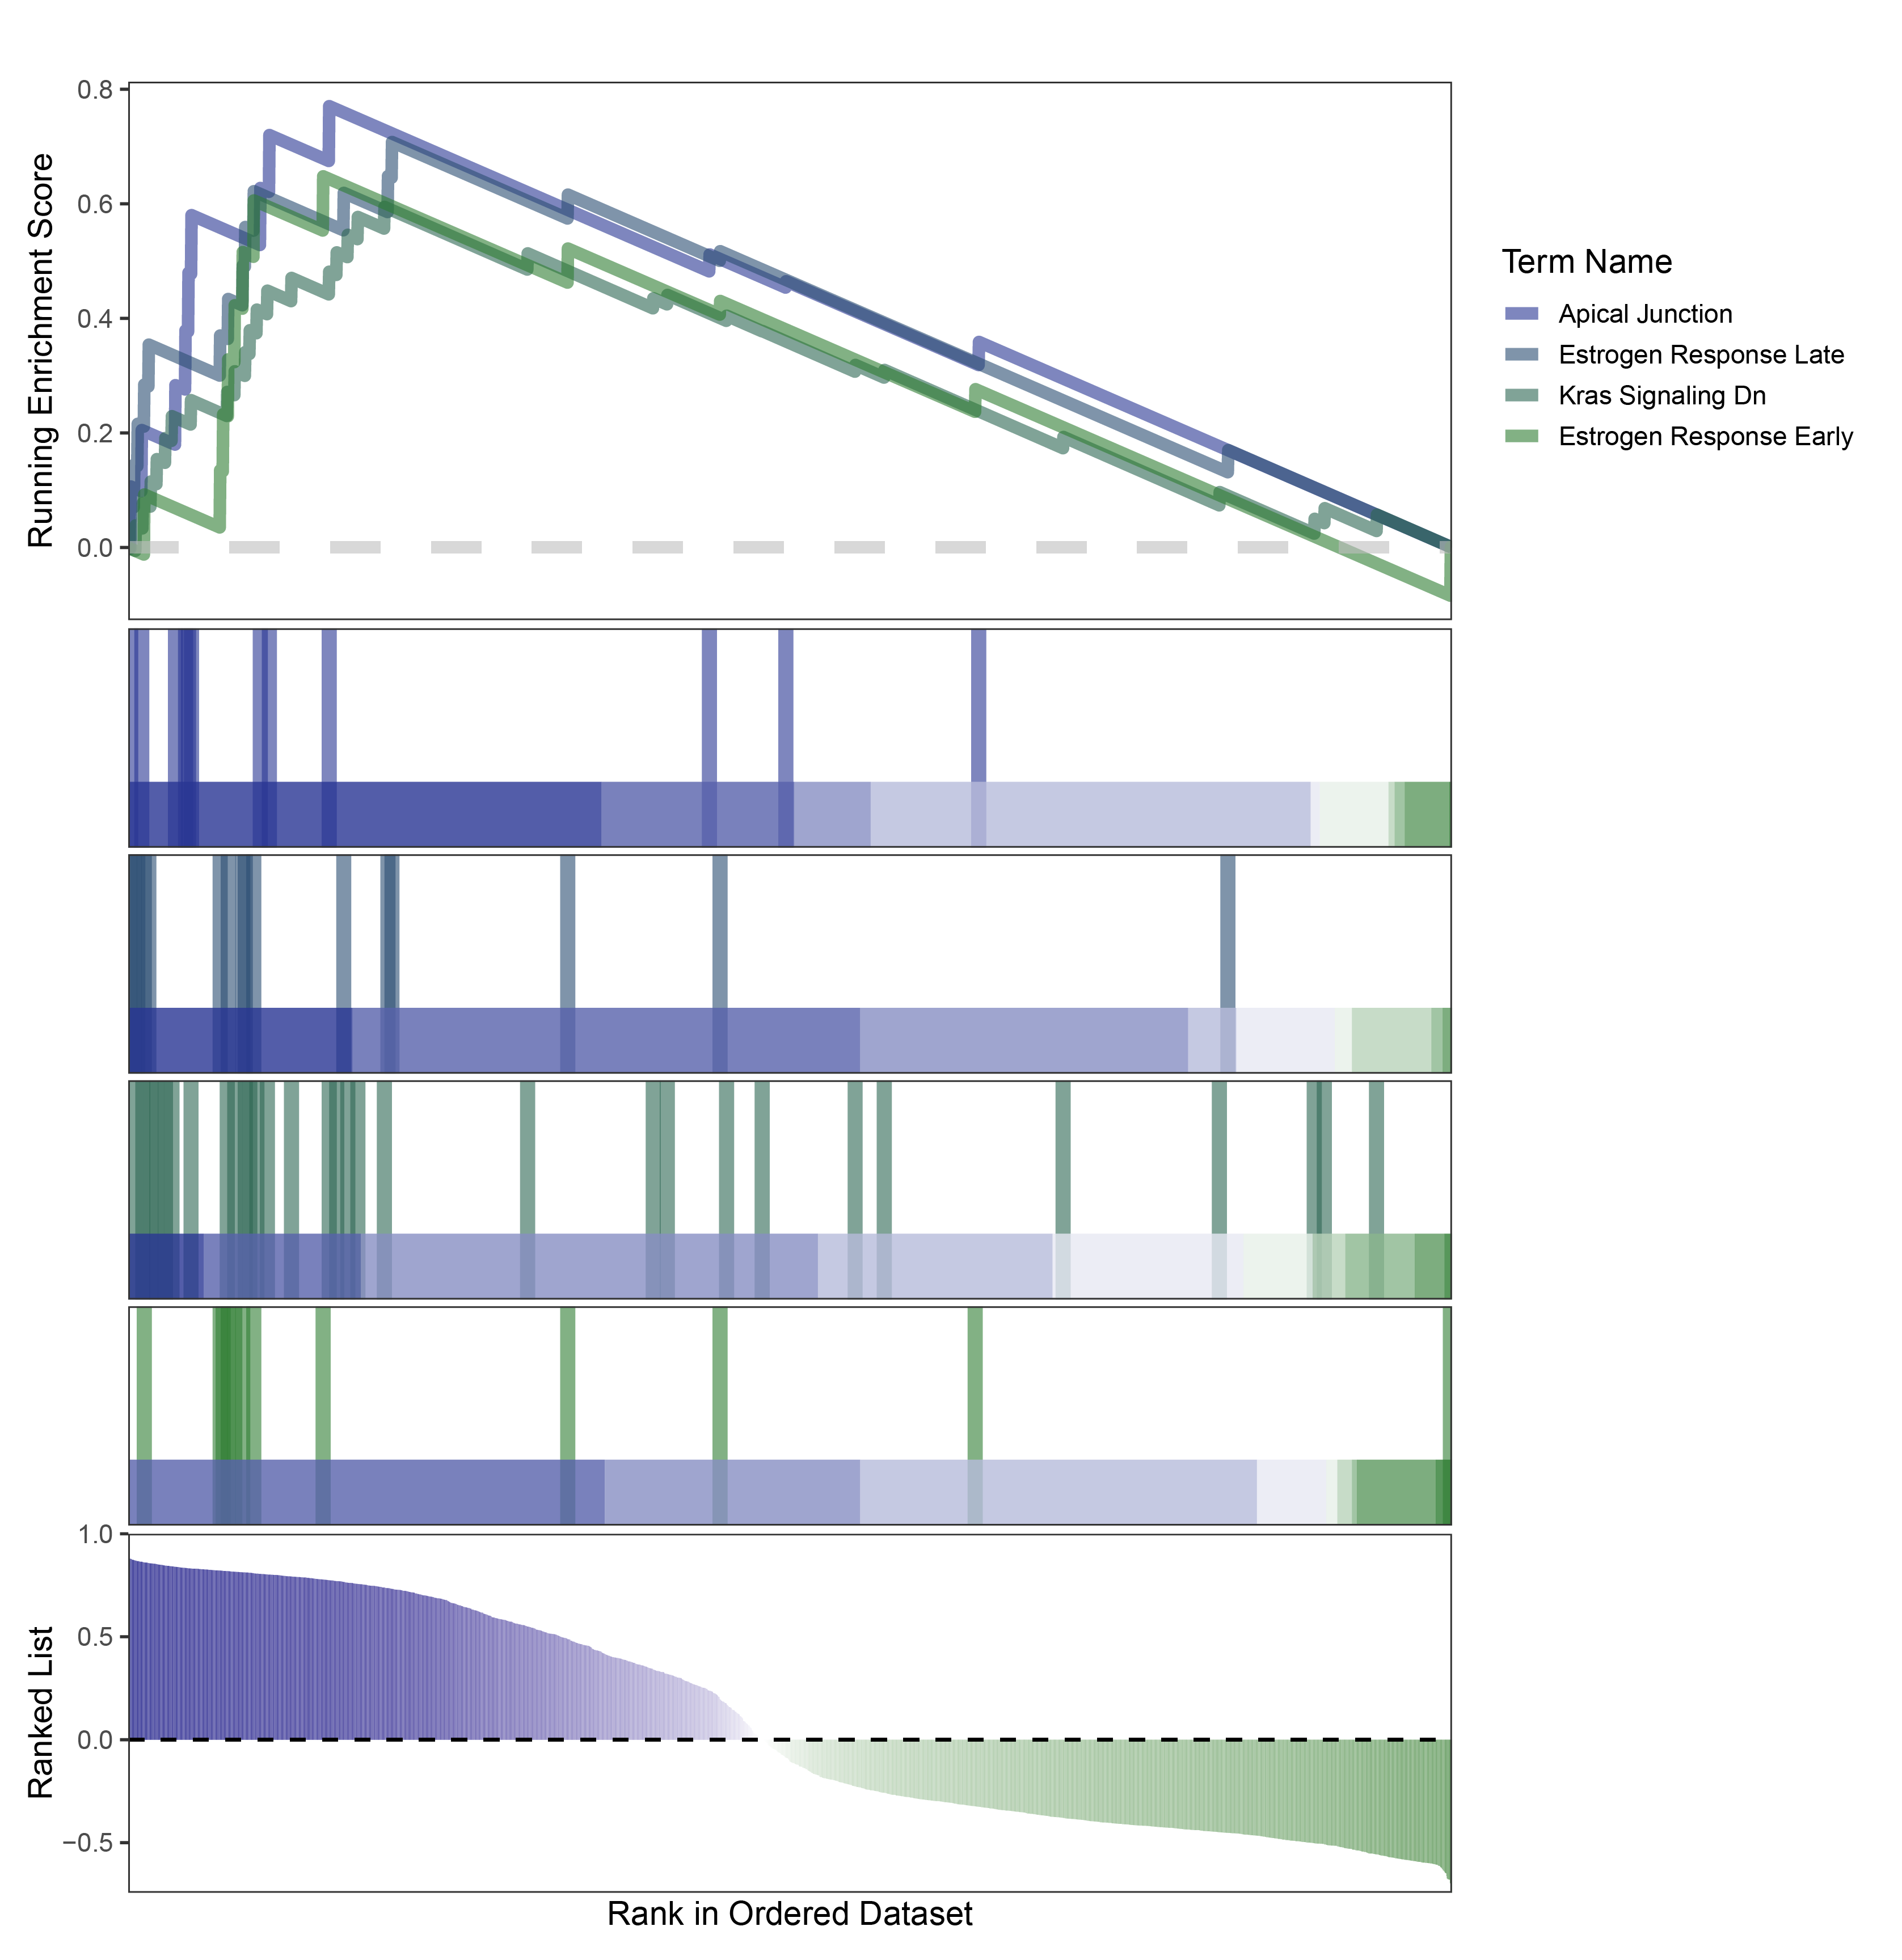 Running Enrichment Score
0.8
0.6
0.4
0.2
0.0
Term Name
Apical Junction
Estrogen Response Late
Kras Signaling Dn
Estrogen Response Early
Ranked List
1.0
0.5
0.0
−0.5
Rank in Ordered Dataset